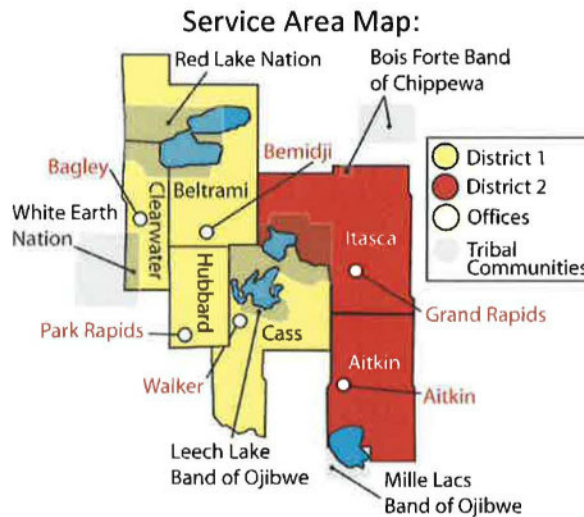 Service Area Map:
Red Lake Nation
Bois Forte Band
of Chippewa
Bagley
Bemidji
Beltrami
Clearwater
White Earth
Nation
Hubbard
Itasca
Park Rapids
Grand Rapids
Cass
Walker
Aitkin
Aitkin
Leech Lake
Band of Ojibwe
Mille Lacs
Band of Ojibwe
District 1
District 2
Offices
Tribal
Communities